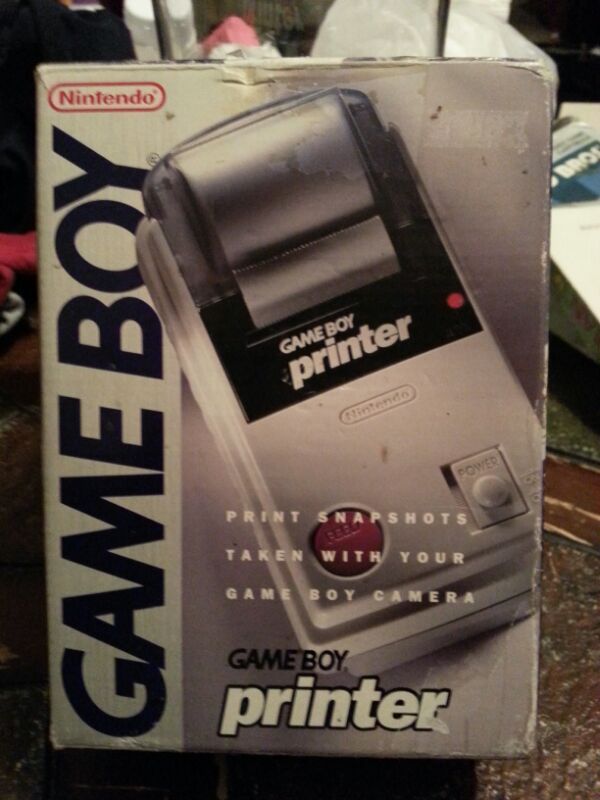 Nintendo®
GAME BOY®
GAME BOY
printer
Nintendo
POWER
FEED
PRINT SNAPSHOTS
TAKEN WITH YOUR
GAME BOY CAMERA
GAME BOY
printer